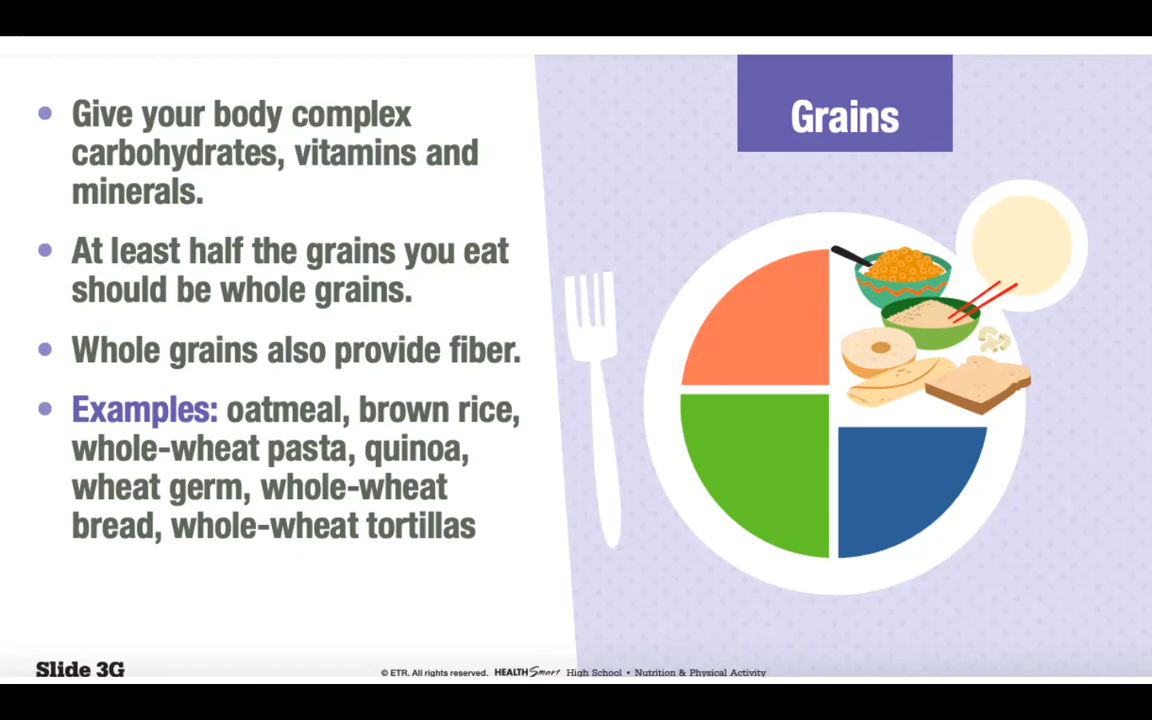 Grains
• Give your body complex
carbohydrates, vitamins and
minerals.
• At least half the grains you eat
should be whole grains.
• Whole grains also provide fiber.
• Examples: oatmeal, brown rice,
whole-wheat pasta, quinoa,
wheat germ, whole-wheat
bread, whole-wheat tortillas
Slide 3G
© ETR. All rights reserved. HEALTHSmart High School • Nutrition & Physical Activity